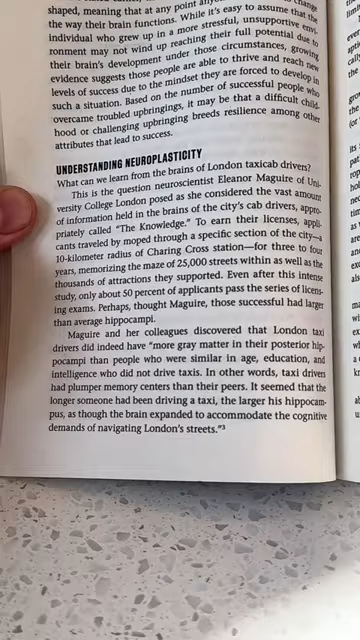 shaped, meaning that at any point
the way their brain functions. While it's easy to assume that the
individual who grew up in a more stressful, unsupportive envi-
ronment may not wind up reaching their full potential due to
their brain's development under those circumstances, growing
evidence suggests those people are able to thrive and reach new
levels of success due to the mindset they are forced to develop in
such a situation. Based on the number of successful people who
overcame troubled upbringings, it may be that a difficult child-
hood or challenging upbringing breeds resilience among other
attributes that lead to success.
UNDERSTANDING NEUROPLASTICITY
What can we learn from the brains of London taxicab drivers?
This is the question neuroscientist Eleanor Maguire of Uni-
versity College London posed as she considered the vast amount
of information held in the brains of the city's cab drivers, appro-
priately called "The Knowledge." To earn their licenses, appli-
cants traveled by moped through a specific section of the city—a
10-kilometer radius of Charing Cross station—for three to four
years, memorizing the maze of 25,000 streets within as well as the
thousands of attractions they supported. Even after this intense
study, only about 50 percent of applicants pass the series of licens-
ing exams. Perhaps, thought Maguire, those successful had larger
than average hippocampi.
Maguire and her colleagues discovered that London taxi
drivers did indeed have "more gray matter in their posterior hip-
pocampi than people who were similar in age, education, and
intelligence who did not drive taxis. In other words, taxi drivers
had plumper memory centers than their peers. It seemed that the
longer someone had been driving a taxi, the larger his hippocam-
pus, as though the brain expanded to accommodate the cognitive
demands of navigating London's streets."3